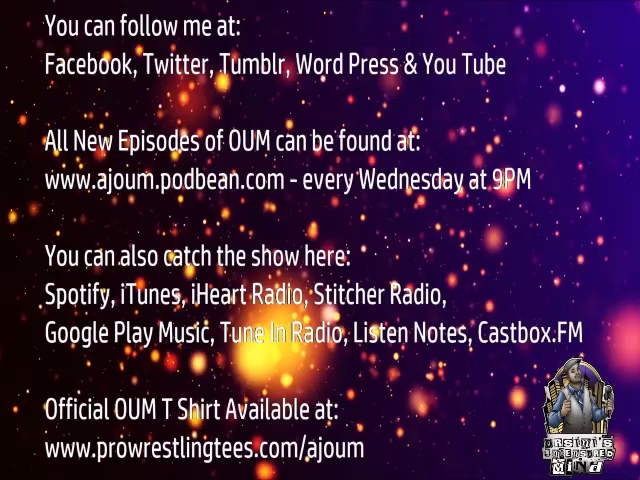 You can follow me at:
Facebook, Twitter, Tumblr, Word Press & You Tube
All New Episodes of OUM can be found at:
www.ajoum.podbean.com - every Wednesday at 9PM
You can also catch the show here:
Spotify, iTunes, iHeart Radio, Stitcher Radio,
Google Play Music, Tune In Radio, Listen Notes, Castbox.FM
Official OUM T Shirt Available at:
www.prowrestlingtees.com/ajoum
ORSINI'S
UNCENSORED
MIND